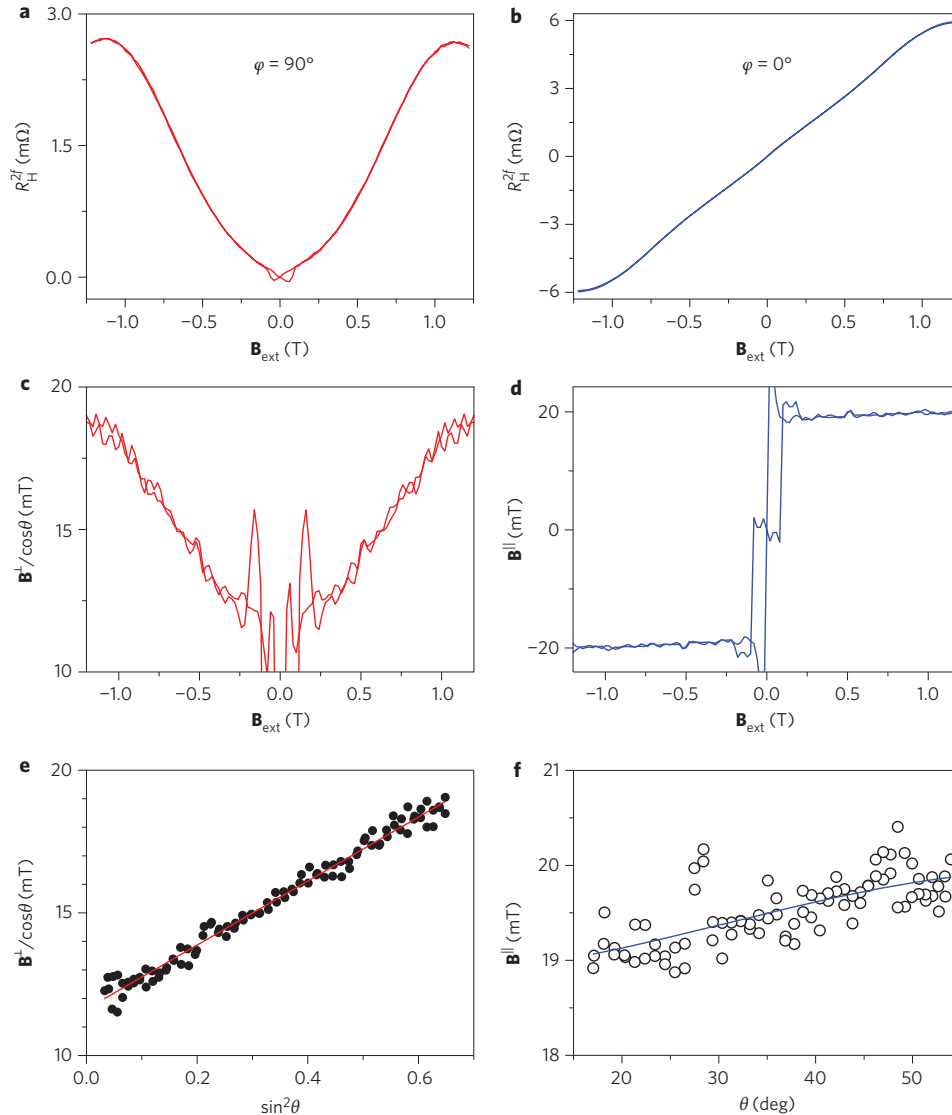 a
3.0
1.5
0.0
R_H^{2f} (mΩ)
φ = 90°
−1.0 −0.5 0.0 0.5 1.0
B_ext (T)
b
6
3
0
−3
−6
R_H^{2f} (mΩ)
φ = 0°
−1.0 −0.5 0 0.5 1.0
B_ext (T)
c
20
15
10
B^⊥/cosθ (mT)
−1.0 −0.5 0.0 0.5 1.0
B_ext (T)
d
20
0
−20
B^|| (mT)
−1.0 −0.5 0.0 0.5 1.0
B_ext (T)
e
20
15
10
B^⊥/cosθ (mT)
0.0 0.2 0.4 0.6
sin²θ
f
21
20
19
18
B^|| (mT)
20 30 40 50
θ (deg)